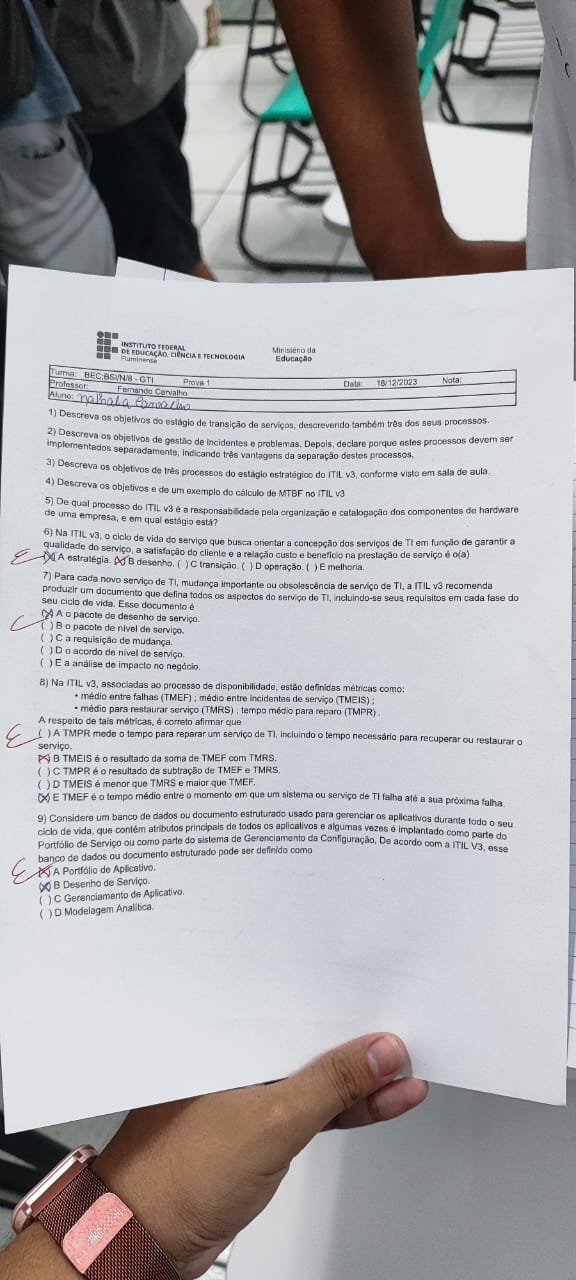 INSTITUTO FEDERAL
DE EDUCAÇÃO, CIÊNCIA E TECNOLOGIA
Fluminense
Ministério da
Educação
Turma: BEC;BSI/N/8 - GTI Prova 1 Data: 18/12/2023 Nota:
Professor: Fernando Carvalho
Aluno: Nathalia Carvalho
1) Descreva os objetivos do estágio de transição de serviços, descrevendo também três dos seus processos.
2) Descreva os objetivos de gestão de incidentes e problemas. Depois, declare porque estes processos devem ser
implementados separadamente, indicando três vantagens da separação destes processos.
3) Descreva os objetivos de três processos do estágio estratégico do ITIL v3, conforme visto em sala de aula.
4) Descreva os objetivos e de um exemplo do cálculo de MTBF no ITIL v3
5) De qual processo do ITIL v3 é a responsabilidade pela organização e catalogação dos componentes de hardware
de uma empresa, e em qual estágio está?
6) Na ITIL v3, o ciclo de vida do serviço que busca orientar a concepção dos serviços de TI em função de garantir a
qualidade do serviço, a satisfação do cliente e a relação custo e benefício na prestação de serviço é o(a)
(X) A estratégia. (X) B desenho. ( ) C transição. ( ) D operação. ( ) E melhoria.
7) Para cada novo serviço de TI, mudança importante ou obsolescência de serviço de TI, a ITIL v3 recomenda
produzir um documento que defina todos os aspectos do serviço de TI, incluindo-se seus requisitos em cada fase do
seu ciclo de vida. Esse documento é
(X) A o pacote de desenho de serviço.
( ) B o pacote de nível de serviço.
( ) C a requisição de mudança.
( ) D o acordo de nível de serviço.
( ) E a análise de impacto no negócio.
8) Na ITIL v3, associadas ao processo de disponibilidade, estão definidas métricas como:
• médio entre falhas (TMEF) ; médio entre incidentes de serviço (TMEIS) ;
• médio para restaurar serviço (TMRS) ; tempo médio para reparo (TMPR) .
A respeito de tais métricas, é correto afirmar que
( ) A TMPR mede o tempo para reparar um serviço de TI, incluindo o tempo necessário para recuperar ou restaurar o
serviço.
(X) B TMEIS é o resultado da soma de TMEF com TMRS.
( ) C TMPR é o resultado da subtração de TMEF e TMRS.
( ) D TMEIS é menor que TMRS e maior que TMEF.
(X) E TMEF é o tempo médio entre o momento em que um sistema ou serviço de TI falha até a sua próxima falha.
9) Considere um banco de dados ou documento estruturado usado para gerenciar os aplicativos durante todo o seu
ciclo de vida, que contém atributos principais de todos os aplicativos e algumas vezes é implantado como parte do
Portfólio de Serviço ou como parte do sistema de Gerenciamento da Configuração, De acordo com a ITIL V3, esse
banco de dados ou documento estruturado pode ser definido como
(X) A Portfólio de Aplicativo.
(X) B Desenho de Serviço.
( ) C Gerenciamento de Aplicativo.
( ) D Modelagem Analítica.